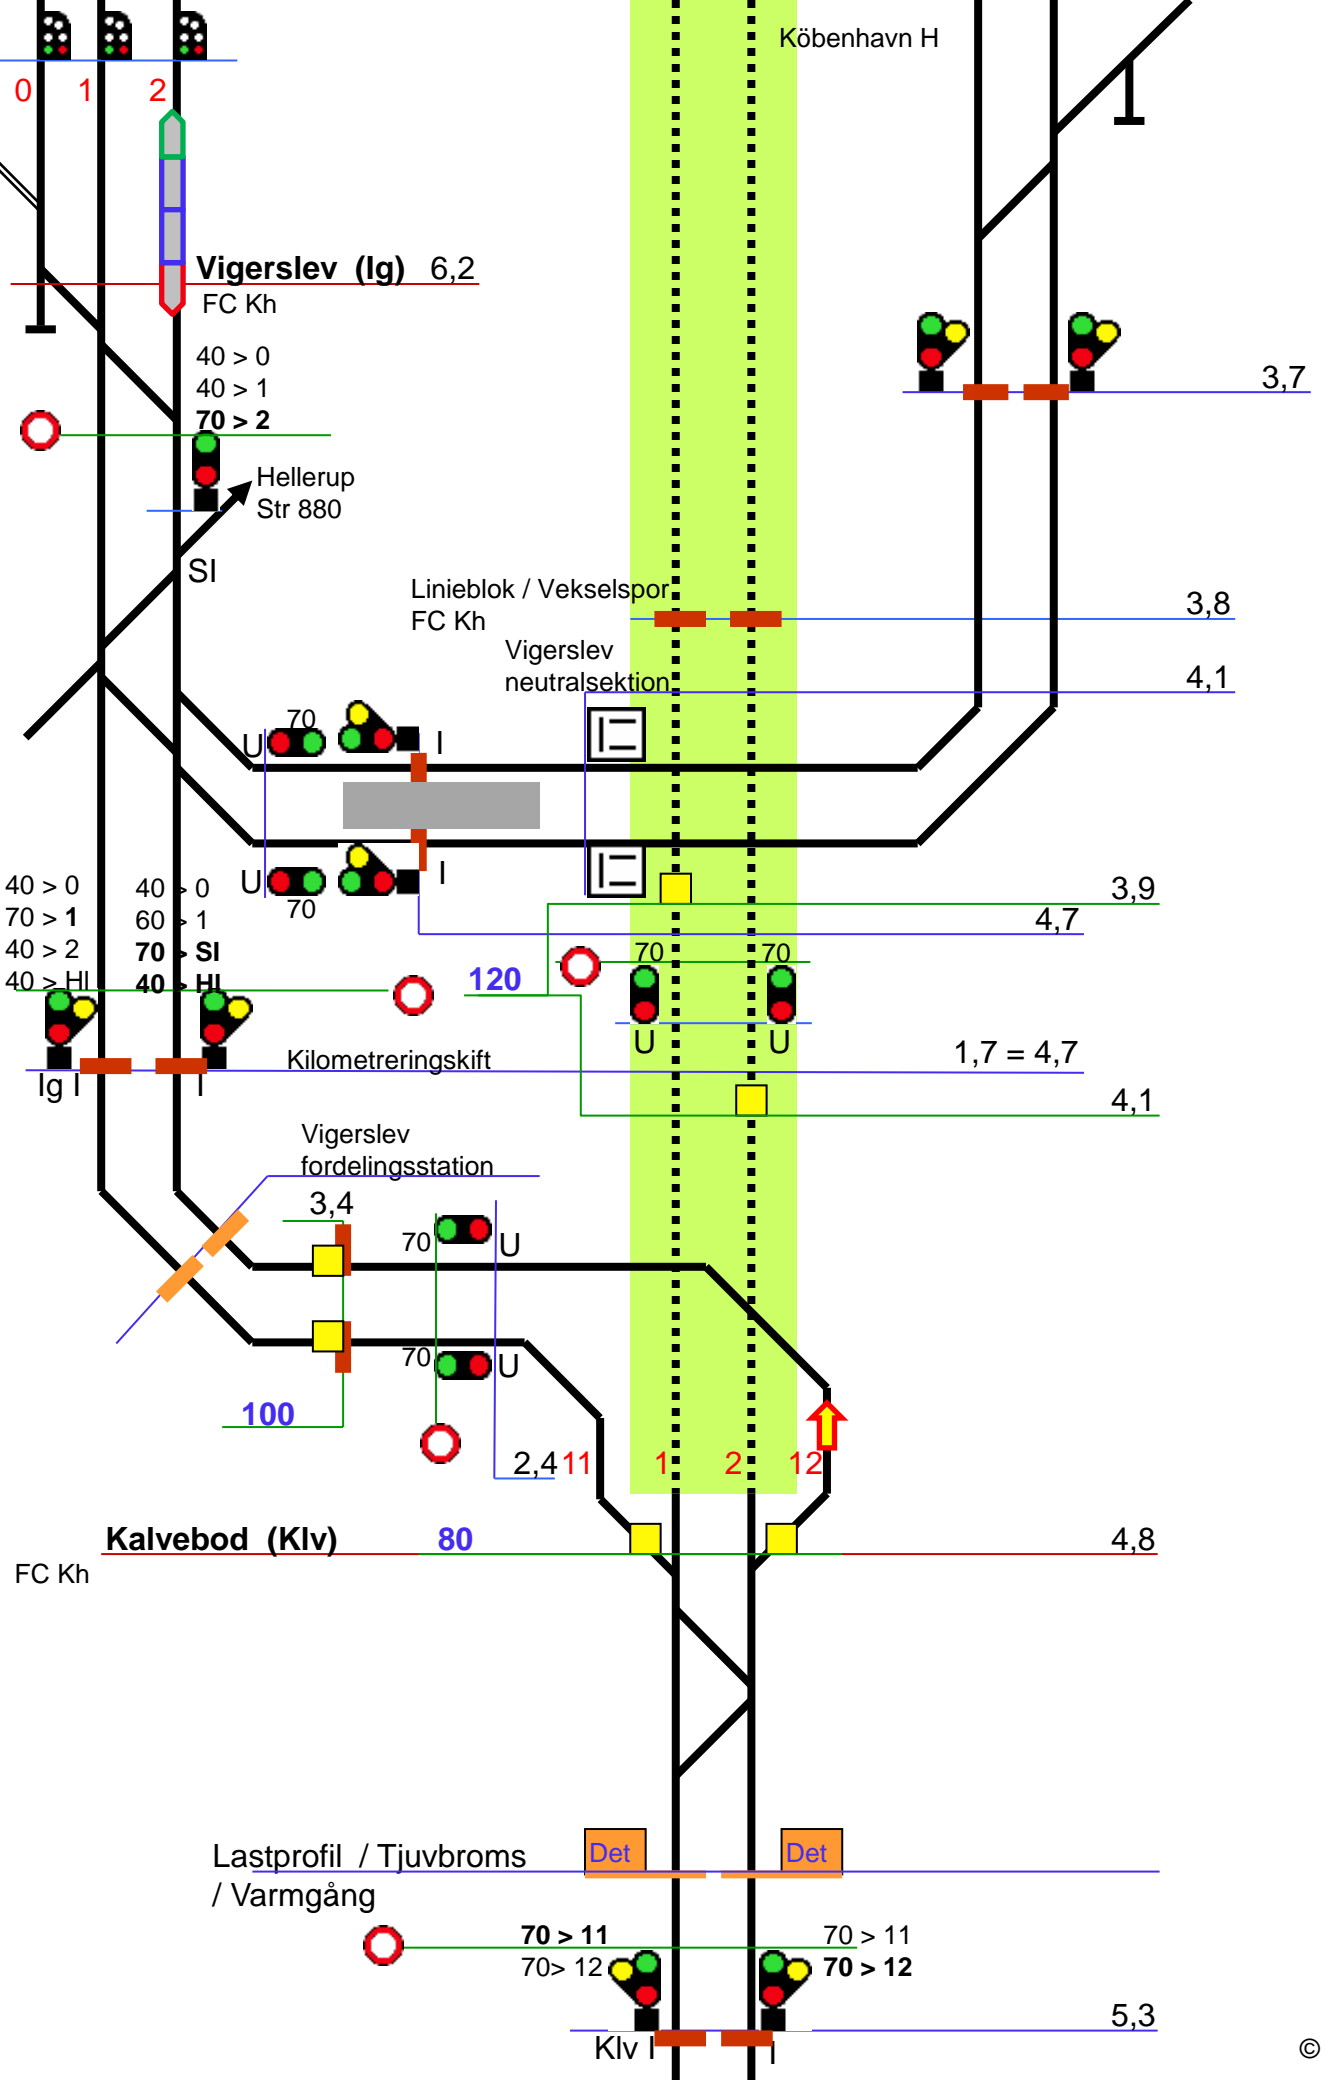 Köbenhavn H
0 1 2
Vigerslev (Ig) 6,2
FC Kh
40 > 0
40 > 1
70 > 2
3,7
Hellerup
Str 880
SI
Linieblok / Vekselspor
FC Kh
3,8
Vigerslev
neutralsektion
4,1
70
U
I
U
I
70
40 > 0
70 > 1
40 > 2
40 > HI
40 > 0
60 > 1
70 > SI
40 > HI
3,9
4,7
70 70
120
U U
Kilometreringskift
1,7 = 4,7
Ig I
I
4,1
Vigerslev
fordelingsstation
3,4
70
U
70
U
100
2,4 11 1 2 12
Kalvebod (Klv) 80 4,8
FC Kh
Det Det
Lastprofil / Tjuvbroms
/ Varmgång
70 > 11
70> 12
70 > 11
70 > 12
5,3
Klv I
I
©